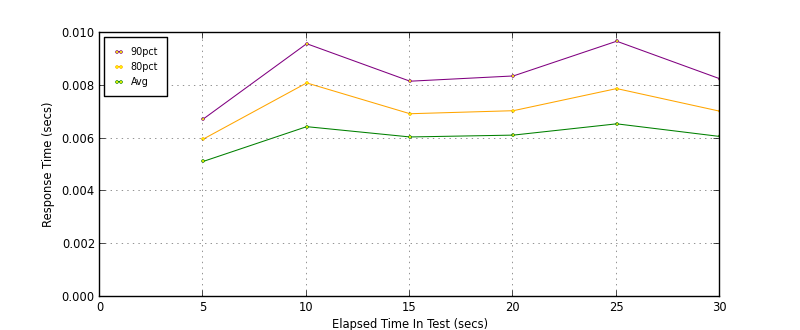 0.010
0.008
0.006
0.004
0.002
0.000
Response Time (secs)
90pct
80pct
Avg
0 5 10 15 20 25 30
Elapsed Time In Test (secs)